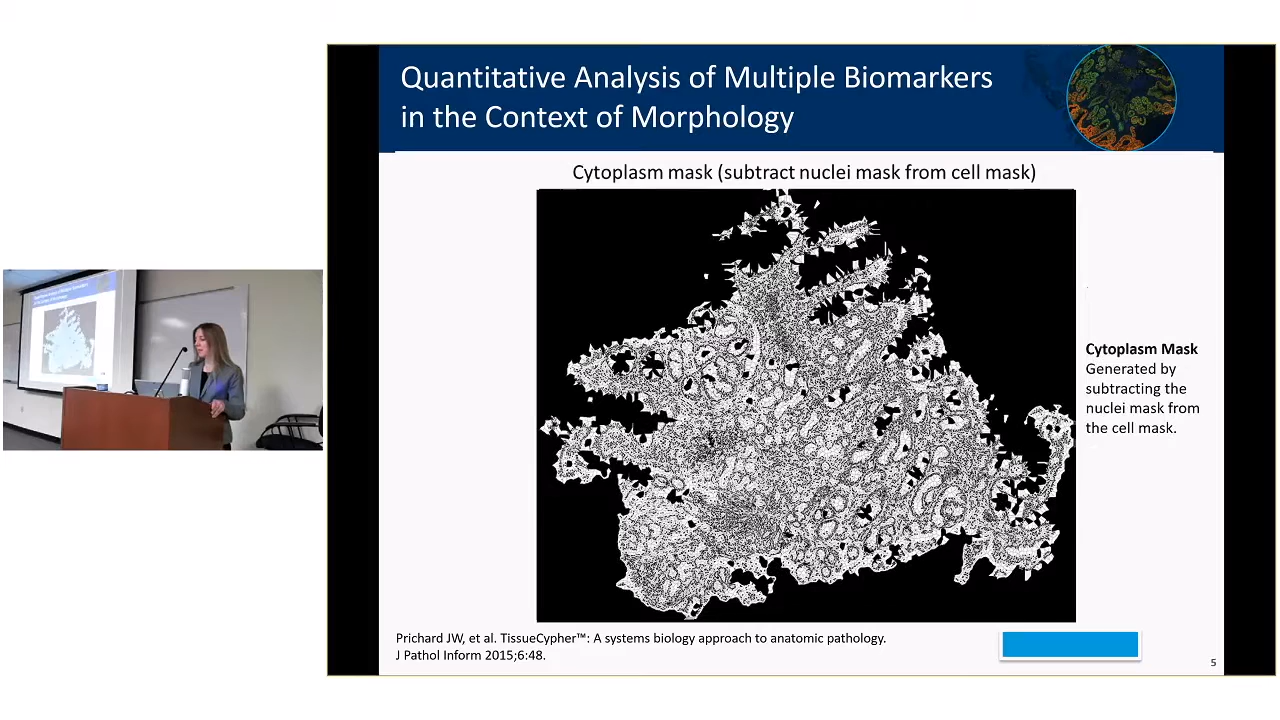 Quantitative Analysis of Multiple Biomarkers
in the Context of Morphology
Cytoplasm mask (subtract nuclei mask from cell mask)
Cytoplasm Mask
Generated by
subtracting the
nuclei mask from
the cell mask.
Prichard JW, et al. TissueCypher™: A systems biology approach to anatomic pathology.
J Pathol Inform 2015;6:48.
5